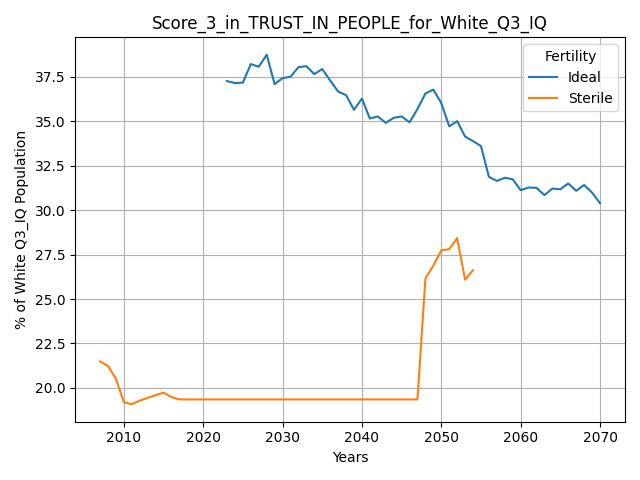 Score_3_in_TRUST_IN_PEOPLE_for_White_Q3_IQ
Fertility
Ideal
Sterile
% of White Q3_IQ Population
37.5
35.0
32.5
30.0
27.5
25.0
22.5
20.0
2010
2020
2030
2040
2050
2060
2070
Years